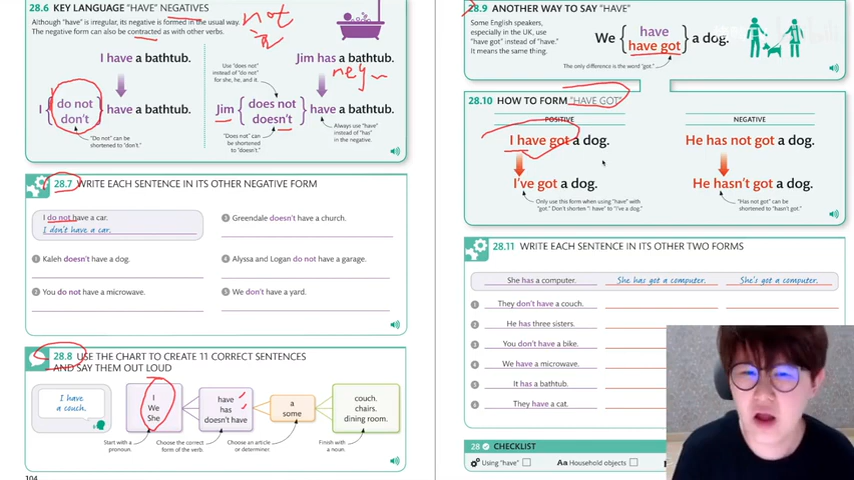 28.6 KEY LANGUAGE "HAVE" NEGATIVES
Although "have" is irregular, its negative is formed in the usual way.
The negative form can also be contracted as with other verbs.
not
I have a bathtub.
Use "does not"
instead of "do not"
for she, he, and it.
Jim has a bathtub.
neg
I { do not
don't } have a bathtub.
"Do not" can be
shortened to "don't."
Jim { does not
doesn't } have a bathtub.
"Does not" can
be shortened
to "doesn't."
Always use "have"
instead of "has"
in the negative.
28.7 WRITE EACH SENTENCE IN ITS OTHER NEGATIVE FORM
I do not have a car.
I don't have a car.
1 Kaleh doesn't have a dog.
2 You do not have a microwave.
3 Greendale doesn't have a church.
4 Alyssa and Logan do not have a garage.
5 We don't have a yard.
28.8 USE THE CHART TO CREATE 11 CORRECT SENTENCES
AND SAY THEM OUT LOUD
I have
a couch.
I
We
She
have
has
doesn't have
a
some
couch.
chairs.
dining room.
Start with a
pronoun.
Choose the correct
form of the verb.
Choose an article
or determiner.
Finish with
a noun.
104
28.9 ANOTHER WAY TO SAY "HAVE"
Some English speakers,
especially in the UK, use
"have got" instead of "have."
It means the same thing.
We { have
have got } a dog.
The only difference is the word "got."
28.10 HOW TO FORM "HAVE GOT"
POSITIVE
I have got a dog.
I've got a dog.
Only use this form when using "have" with
"got." Don't shorten "I have" to "I've a dog."
NEGATIVE
He has not got a dog.
He hasn't got a dog.
"Has not got" can be
shortened to "hasn't got."
28.11 WRITE EACH SENTENCE IN ITS OTHER TWO FORMS
She has a computer. She has got a computer. She's got a computer.
1 They don't have a couch.
2 He has three sisters.
3 You don't have a bike.
4 We have a microwave.
5 It has a bathtub.
6 They have a cat.
28 CHECKLIST
Using "have"
Aa Household objects